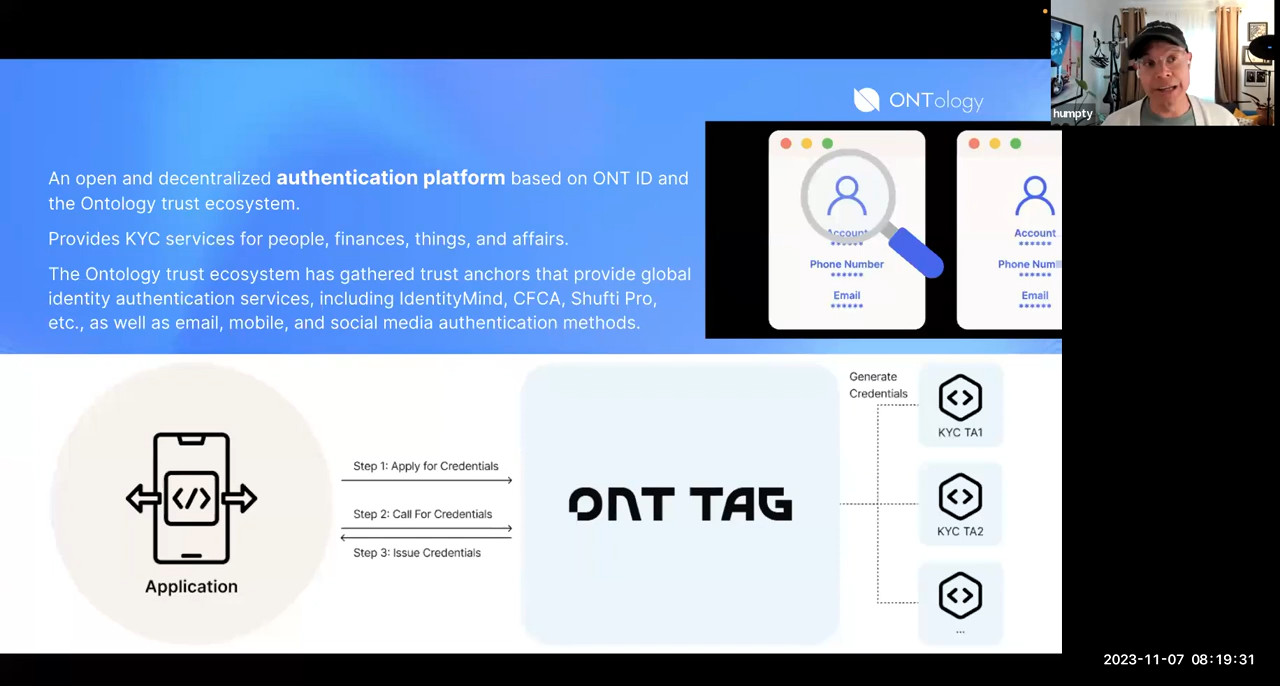 ONTology
humpty
An open and decentralized authentication platform based on ONT ID and
the Ontology trust ecosystem.
Provides KYC services for people, finances, things, and affairs.
The Ontology trust ecosystem has gathered trust anchors that provide global
identity authentication services, including IdentityMind, CFCA, Shufti Pro,
etc., as well as email, mobile, and social media authentication methods.
Account
******
Phone Number
******
Email
******
Account
******
Phone Num
******
Email
******
Application
Step 1: Apply for Credentials
Step 2: Call For Credentials
Step 3: Issue Credentials
ONT TAG
Generate
Credentials
KYC TA1
KYC TA2
...
2023-11-07 08:19:31